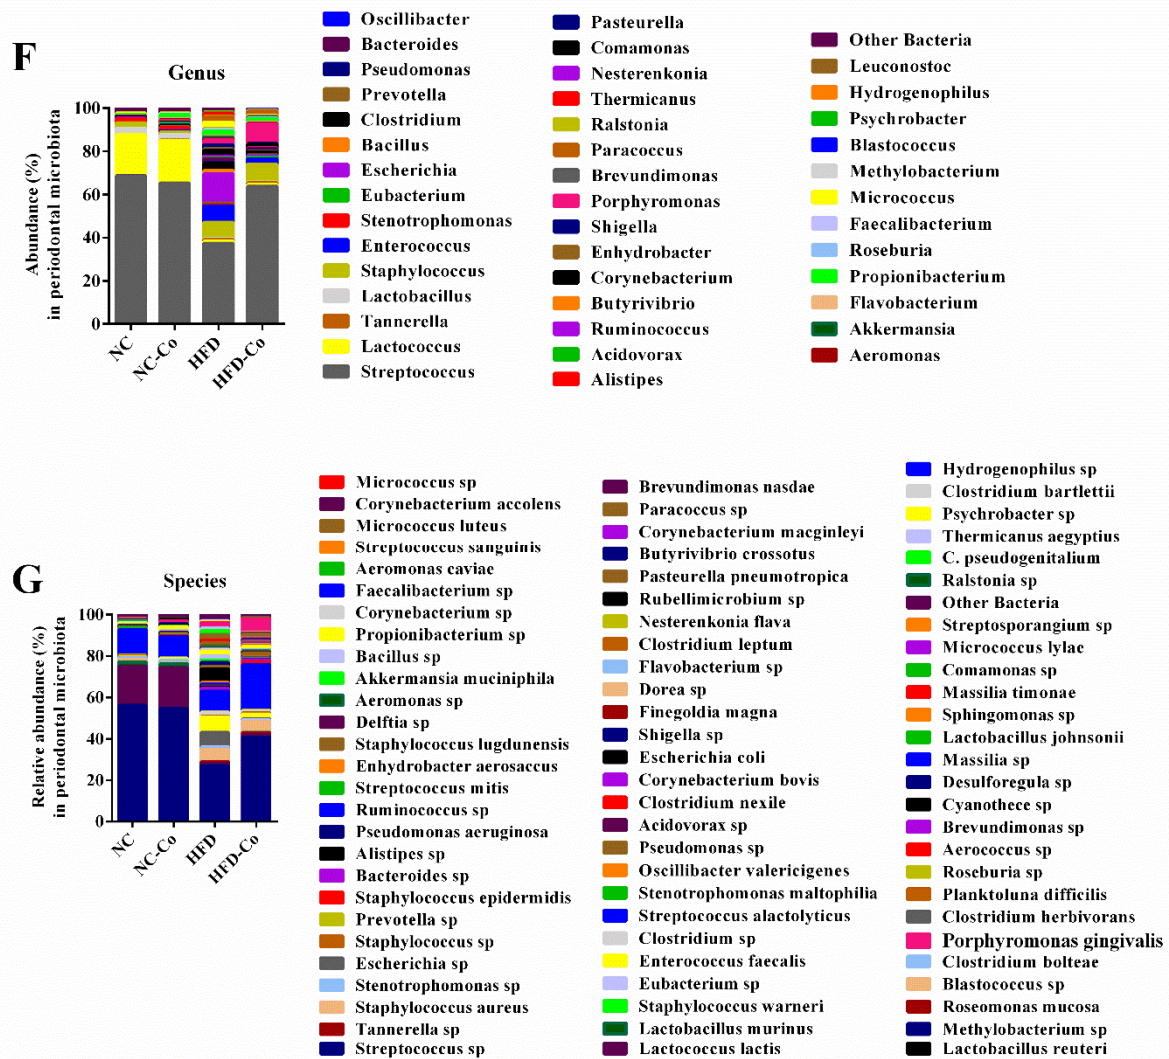 F
Genus
Abundance (%)
in periodontal microbiota
100
80
60
40
20
0
NC
NC-Co
HFD
HFD-Co
Oscillibacter
Bacteroides
Pseudomonas
Prevotella
Clostridium
Bacillus
Escherichia
Eubacterium
Stenotrophomonas
Enterococcus
Staphylococcus
Lactobacillus
Tannerella
Lactococcus
Streptococcus
Pasteurella
Comamonas
Nesterenkonia
Thermicanus
Ralstonia
Paracoccus
Brevundimonas
Porphyromonas
Shigella
Enhydrobacter
Corynebacterium
Butyrivibrio
Ruminococcus
Acidovorax
Alistipes
Other Bacteria
Leuconostoc
Hydrogenophilus
Psychrobacter
Blastococcus
Methylobacterium
Micrococcus
Faecalibacterium
Roseburia
Propionibacterium
Flavobacterium
Akkermansia
Aeromonas
G
Species
Relative abundance (%)
in periodontal microbiota
100
80
60
40
20
0
NC
NC-Co
HFD
HFD-Co
Micrococcus sp
Corynebacterium accolens
Micrococcus luteus
Streptococcus sanguinis
Aeromonas caviae
Faecalibacterium sp
Corynebacterium sp
Propionibacterium sp
Bacillus sp
Akkermansia muciniphila
Aeromonas sp
Delftia sp
Staphylococcus lugdunensis
Enhydrobacter aerosaccus
Streptococcus mitis
Ruminococcus sp
Pseudomonas aeruginosa
Alistipes sp
Bacteroides sp
Staphylococcus epidermidis
Prevotella sp
Staphylococcus sp
Escherichia sp
Stenotrophomonas sp
Staphylococcus aureus
Tannerella sp
Streptococcus sp
Brevundimonas nasdae
Paracoccus sp
Corynebacterium macginleyi
Butyrivibrio crossotus
Pasteurella pneumotropica
Rubellimicrobium sp
Nesterenkonia flava
Clostridium leptum
Flavobacterium sp
Dorea sp
Finegoldia magna
Shigella sp
Escherichia coli
Corynebacterium bovis
Clostridium nexile
Acidovorax sp
Pseudomonas sp
Oscillibacter valericigenes
Stenotrophomonas maltophilia
Streptococcus alactolyticus
Clostridium sp
Enterococcus faecalis
Eubacterium sp
Staphylococcus warneri
Lactobacillus murinus
Lactococcus lactis
Hydrogenophilus sp
Clostridium bartlettii
Psychrobacter sp
Thermicanus aegyptius
C. pseudogenitalium
Ralstonia sp
Other Bacteria
Streptosporangium sp
Micrococcus lylae
Comamonas sp
Massilia timonae
Sphingomonas sp
Lactobacillus johnsonii
Massilia sp
Desulforegula sp
Cyanothece sp
Brevundimonas sp
Aerococcus sp
Roseburia sp
Planktoluna difficilis
Clostridium herbivorans
Porphyromonas gingivalis
Clostridium bolteae
Blastococcus sp
Roseomonas mucosa
Methylobacterium sp
Lactobacillus reuteri